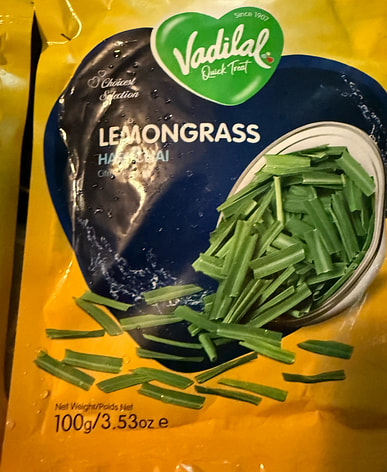 Since 1907
Vadilal
Quick Treat
Choicest
Selection
LEMONGRASS
Net Weight/Poids Net
100g/3.53oz e